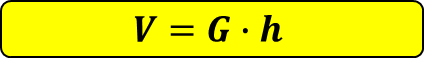 V = G · h